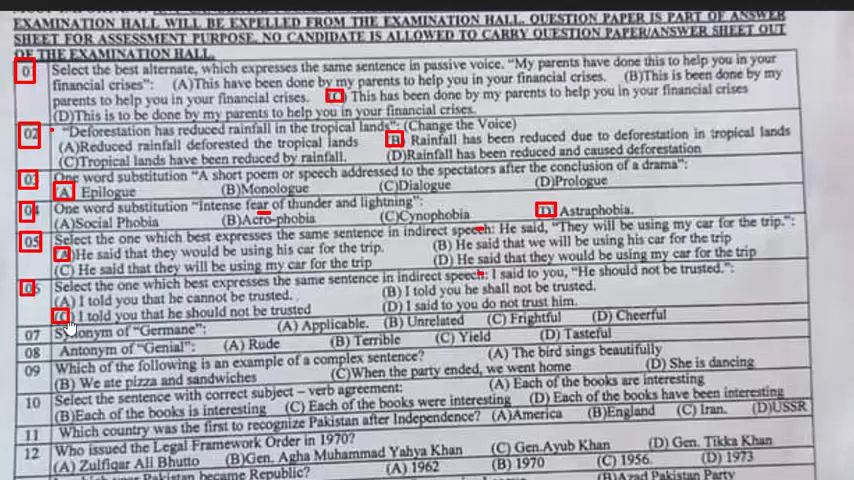 EXAMINATION HALL WILL BE EXPELLED FROM THE EXAMINATION HALL. QUESTION PAPER IS PART OF ANSWER
SHEET FOR ASSESSMENT PURPOSE. NO CANDIDATE IS ALLOWED TO CARRY QUESTION PAPER/ANSWER SHEET OUT
OF THE EXAMINATION HALL.
01 Select the best alternate, which expresses the same sentence in passive voice. “My parents have done this to help you in your
financial crises”: (A)This have been done by my parents to help you in your financial crises. (B)This is been done by my
parents to help you in your financial crises. (C) This has been done by my parents to help you in your financial crises
(D)This is to be done by my parents to help you in your financial crises.
02 “Deforestation has reduced rainfall in the tropical lands”: (Change the Voice)
(A)Reduced rainfall deforested the tropical lands (B) Rainfall has been reduced due to deforestation in tropical lands
(C)Tropical lands have been reduced by rainfall. (D)Rainfall has been reduced and caused deforestation
03 One word substitution “A short poem or speech addressed to the spectators after the conclusion of a drama”:
(A) Epilogue (B)Monologue (C)Dialogue (D)Prologue
04 One word substitution “Intense fear of thunder and lightning”:
(A)Social Phobia (B)Acro-phobia (C)Cynophobia (D) Astraphobia.
05 Select the one which best expresses the same sentence in indirect speech: He said, “They will be using my car for the trip.”:
(A)He said that they would be using his car for the trip. (B) He said that we will be using his car for the trip
(C) He said that they will be using my car for the trip (D) He said that they would be using my car for the trip
06 Select the one which best expresses the same sentence in indirect speech: I said to you, “He should not be trusted.”:
(A) I told you that he cannot be trusted. (B) I told you he shall not be trusted.
(C) I told you that he should not be trusted (D) I said to you do not trust him.
07 Synonym of “Germane”: (A) Applicable. (B) Unrelated (C) Frightful (D) Cheerful
08 Antonym of “Genial”: (A) Rude (B) Terrible (C) Yield (D) Tasteful
09 Which of the following is an example of a complex sentence? (A) The bird sings beautifully
(B) We ate pizza and sandwiches (C)When the party ended, we went home (D) She is dancing
10 Select the sentence with correct subject – verb agreement: (A) Each of the books are interesting
(B)Each of the books is interesting (C) Each of the books were interesting (D) Each of the books have been interesting
11 Which country was the first to recognize Pakistan after Independence? (A)America (B)England (C) Iran. (D)USSR
12 Who issued the Legal Framework Order in 1970?
(A) Zulfiqar Ali Bhutto (B)Gen. Agha Muhammad Yahya Khan (C) Gen.Ayub Khan (D) Gen. Tikka Khan
year Pakistan became Republic? (A) 1962 (B) 1970 (C) 1956. (D) 1973
(B)Azad Pakistan Party